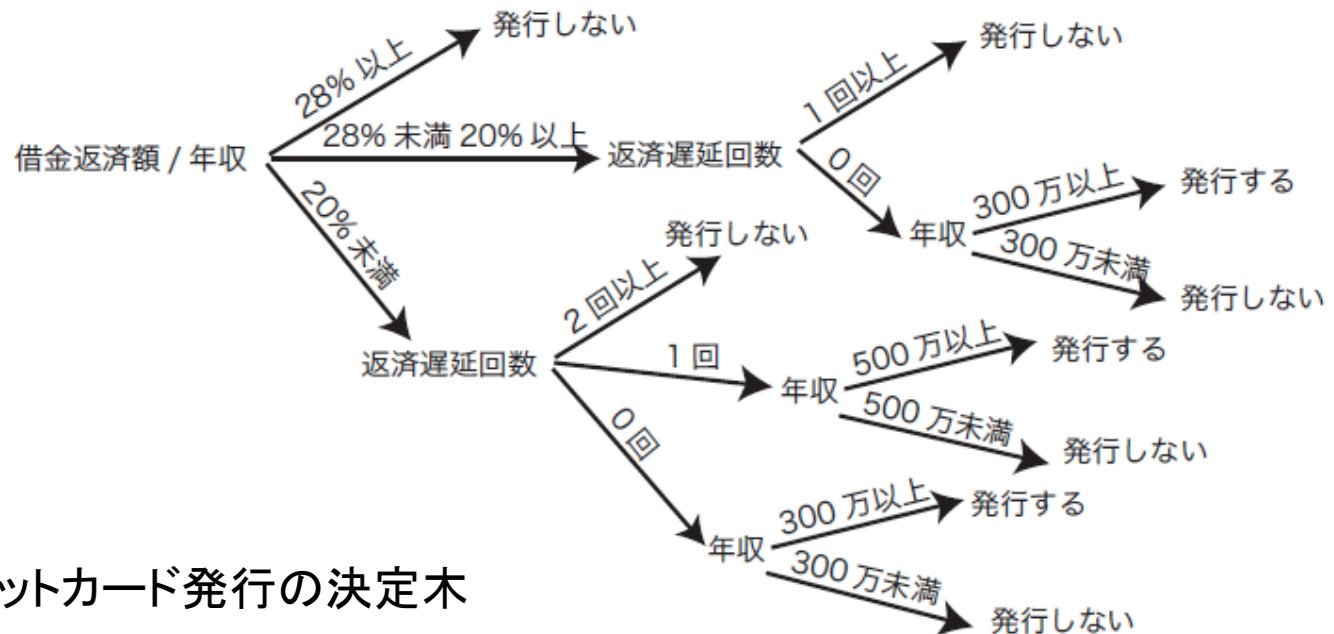 28% 以上
発行しない
借金返済額 / 年収
28% 未満 20% 以上
返済遅延回数
1 回以上
発行しない
0 回
年収
300 万以上
発行する
300 万未満
発行しない
20% 未満
返済遅延回数
2 回以上
発行しない
1 回
年収
500 万以上
発行する
500 万未満
発行しない
0 回
年収
300 万以上
発行する
300 万未満
発行しない
ットカード発行の決定木